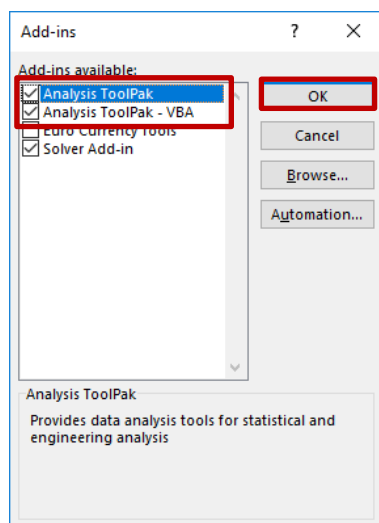 Add-ins
?
Add-ins available:
Analysis ToolPak
Analysis ToolPak - VBA
Euro Currency Tools
Solver Add-in
OK
Cancel
Browse...
Automation...
Analysis ToolPak
Provides data analysis tools for statistical and
engineering analysis